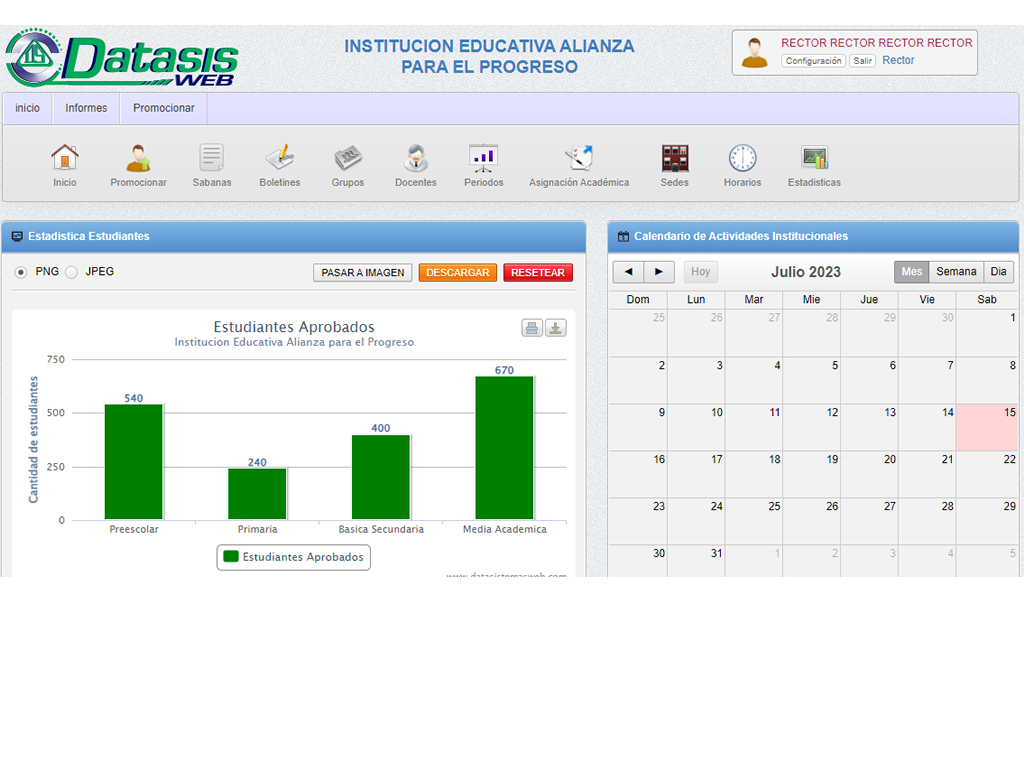 Datasis
WEB
INSTITUCION EDUCATIVA ALIANZA
PARA EL PROGRESO
RECTOR RECTOR RECTOR RECTOR
Configuración Salir Rector
inicio Informes Promocionar
Inicio Promocionar Sabanas Boletines Grupos Docentes Periodos Asignación Académica Sedes Horarios Estadisticas
Estadistica Estudiantes
PNG JPEG PASAR A IMAGEN DESCARGAR RESETEAR
Estudiantes Aprobados
Institucion Educativa Alianza para el Progreso
Cantidad de estudiantes
750
500
250
0
540 240 400 670
Preescolar Primaria Basica Secundaria Media Academica
Estudiantes Aprobados
www.datasistemasweb.com
Calendario de Actividades Institucionales
Hoy Julio 2023 Mes Semana Dia
Dom Lun Mar Mie Jue Vie Sab
25 26 27 28 29 30 1
2 3 4 5 6 7 8
9 10 11 12 13 14 15
16 17 18 19 20 21 22
23 24 25 26 27 28 29
30 31 1 2 3 4 5